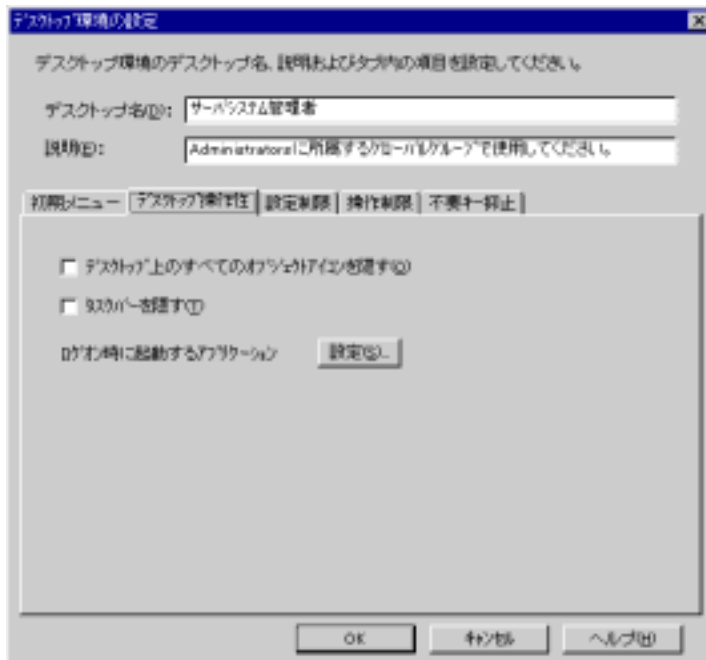 ﾃﾞｽｸﾄｯﾌﾟ環境の設定
デスクトップ環境のデスクトップ名、説明およびタブ内の項目を設定してください。
デスクトップ名(D):
ｻｰﾊﾞｼｽﾃﾑ管理者
説明(E):
Administratorsに所属するｸﾞﾛｰﾊﾞﾙｸﾞﾙｰﾌﾟで使用してください。
初期メニュー ﾃﾞｽｸﾄｯﾌﾟ操作性 設定制限 操作制限 不要キー抑止
ﾃﾞｽｸﾄｯﾌﾟ上のすべてのｵﾌﾞｼﾞｪｸﾄｱｲｺﾝを隠す(O)
ﾀｽｸﾊﾞｰを隠す(T)
ﾛｸﾞｵﾝ時に起動するｱﾌﾟﾘｹｰｼｮﾝ 設定(S)...
OK ｷｬﾝｾﾙ ヘルプ(H)